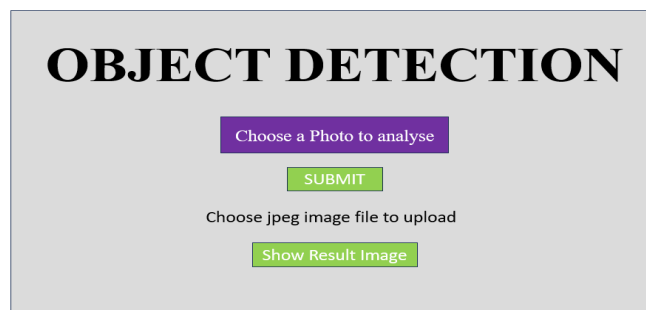 OBJECT DETECTION
Choose a Photo to analyse
SUBMIT
Choose jpeg image file to upload
Show Result Image